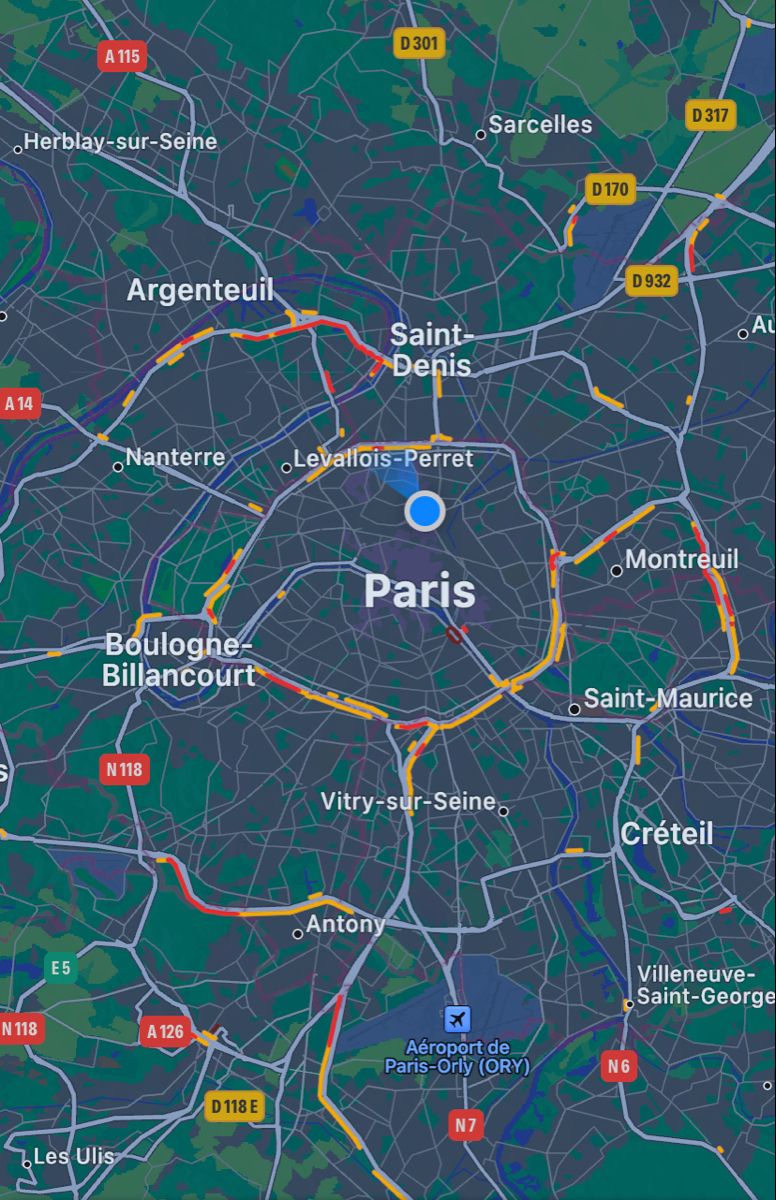 D 301
A 115
D 317
Sarcelles
Herblay-sur-Seine
D 170
D 932
Argenteuil
Au
Saint-
Denis
A 14
Nanterre
Levallois-Perret
Montreuil
Paris
Boulogne-
Billancourt
Saint-Maurice
s
N 118
Vitry-sur-Seine
Créteil
Antony
E 5
Villeneuve-
Saint-George
N 118
A 126
Aéroport de
Paris-Orly (ORY)
N 6
D 118 E
N 7
Les Ulis